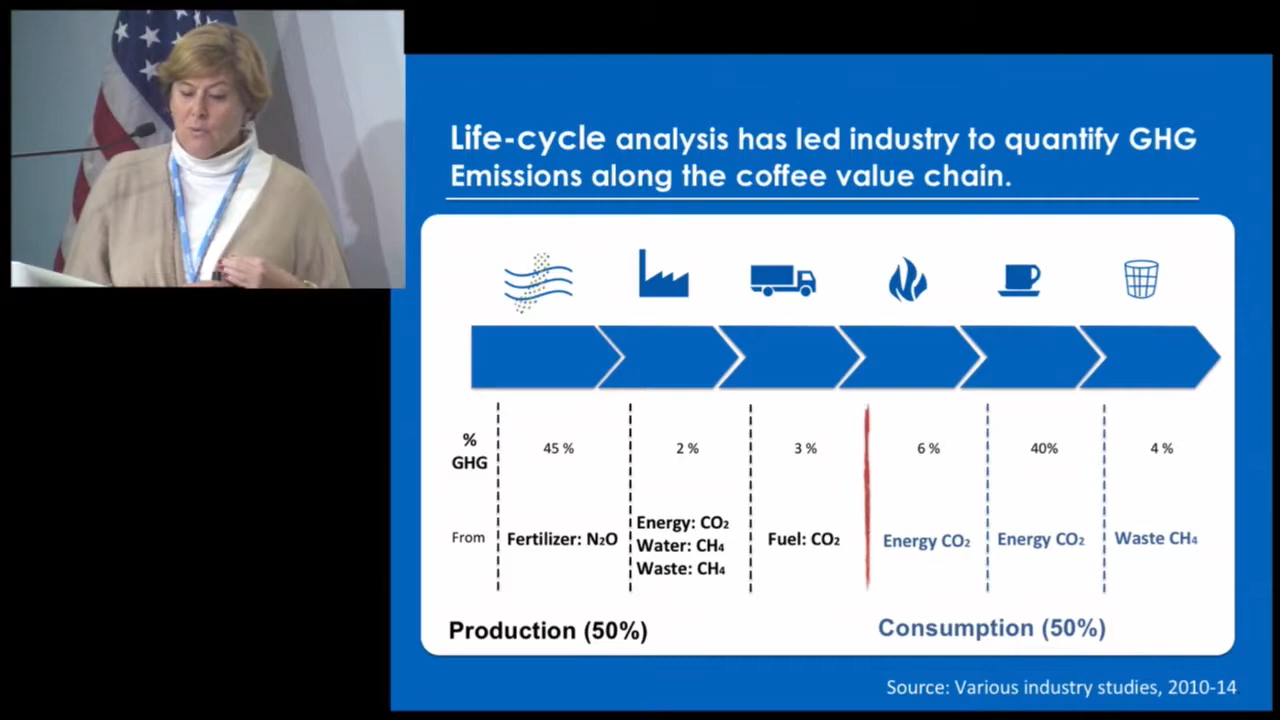 Life-cycle analysis has led industry to quantify GHG
Emissions along the coffee value chain.
%
GHG
45 %
2 %
3 %
6 %
40%
4 %
From
Fertilizer: N₂O
Energy: CO₂
Water: CH₄
Waste: CH₄
Fuel: CO₂
Energy CO₂
Energy CO₂
Waste CH₄
Production (50%)
Consumption (50%)
Source: Various industry studies, 2010-14